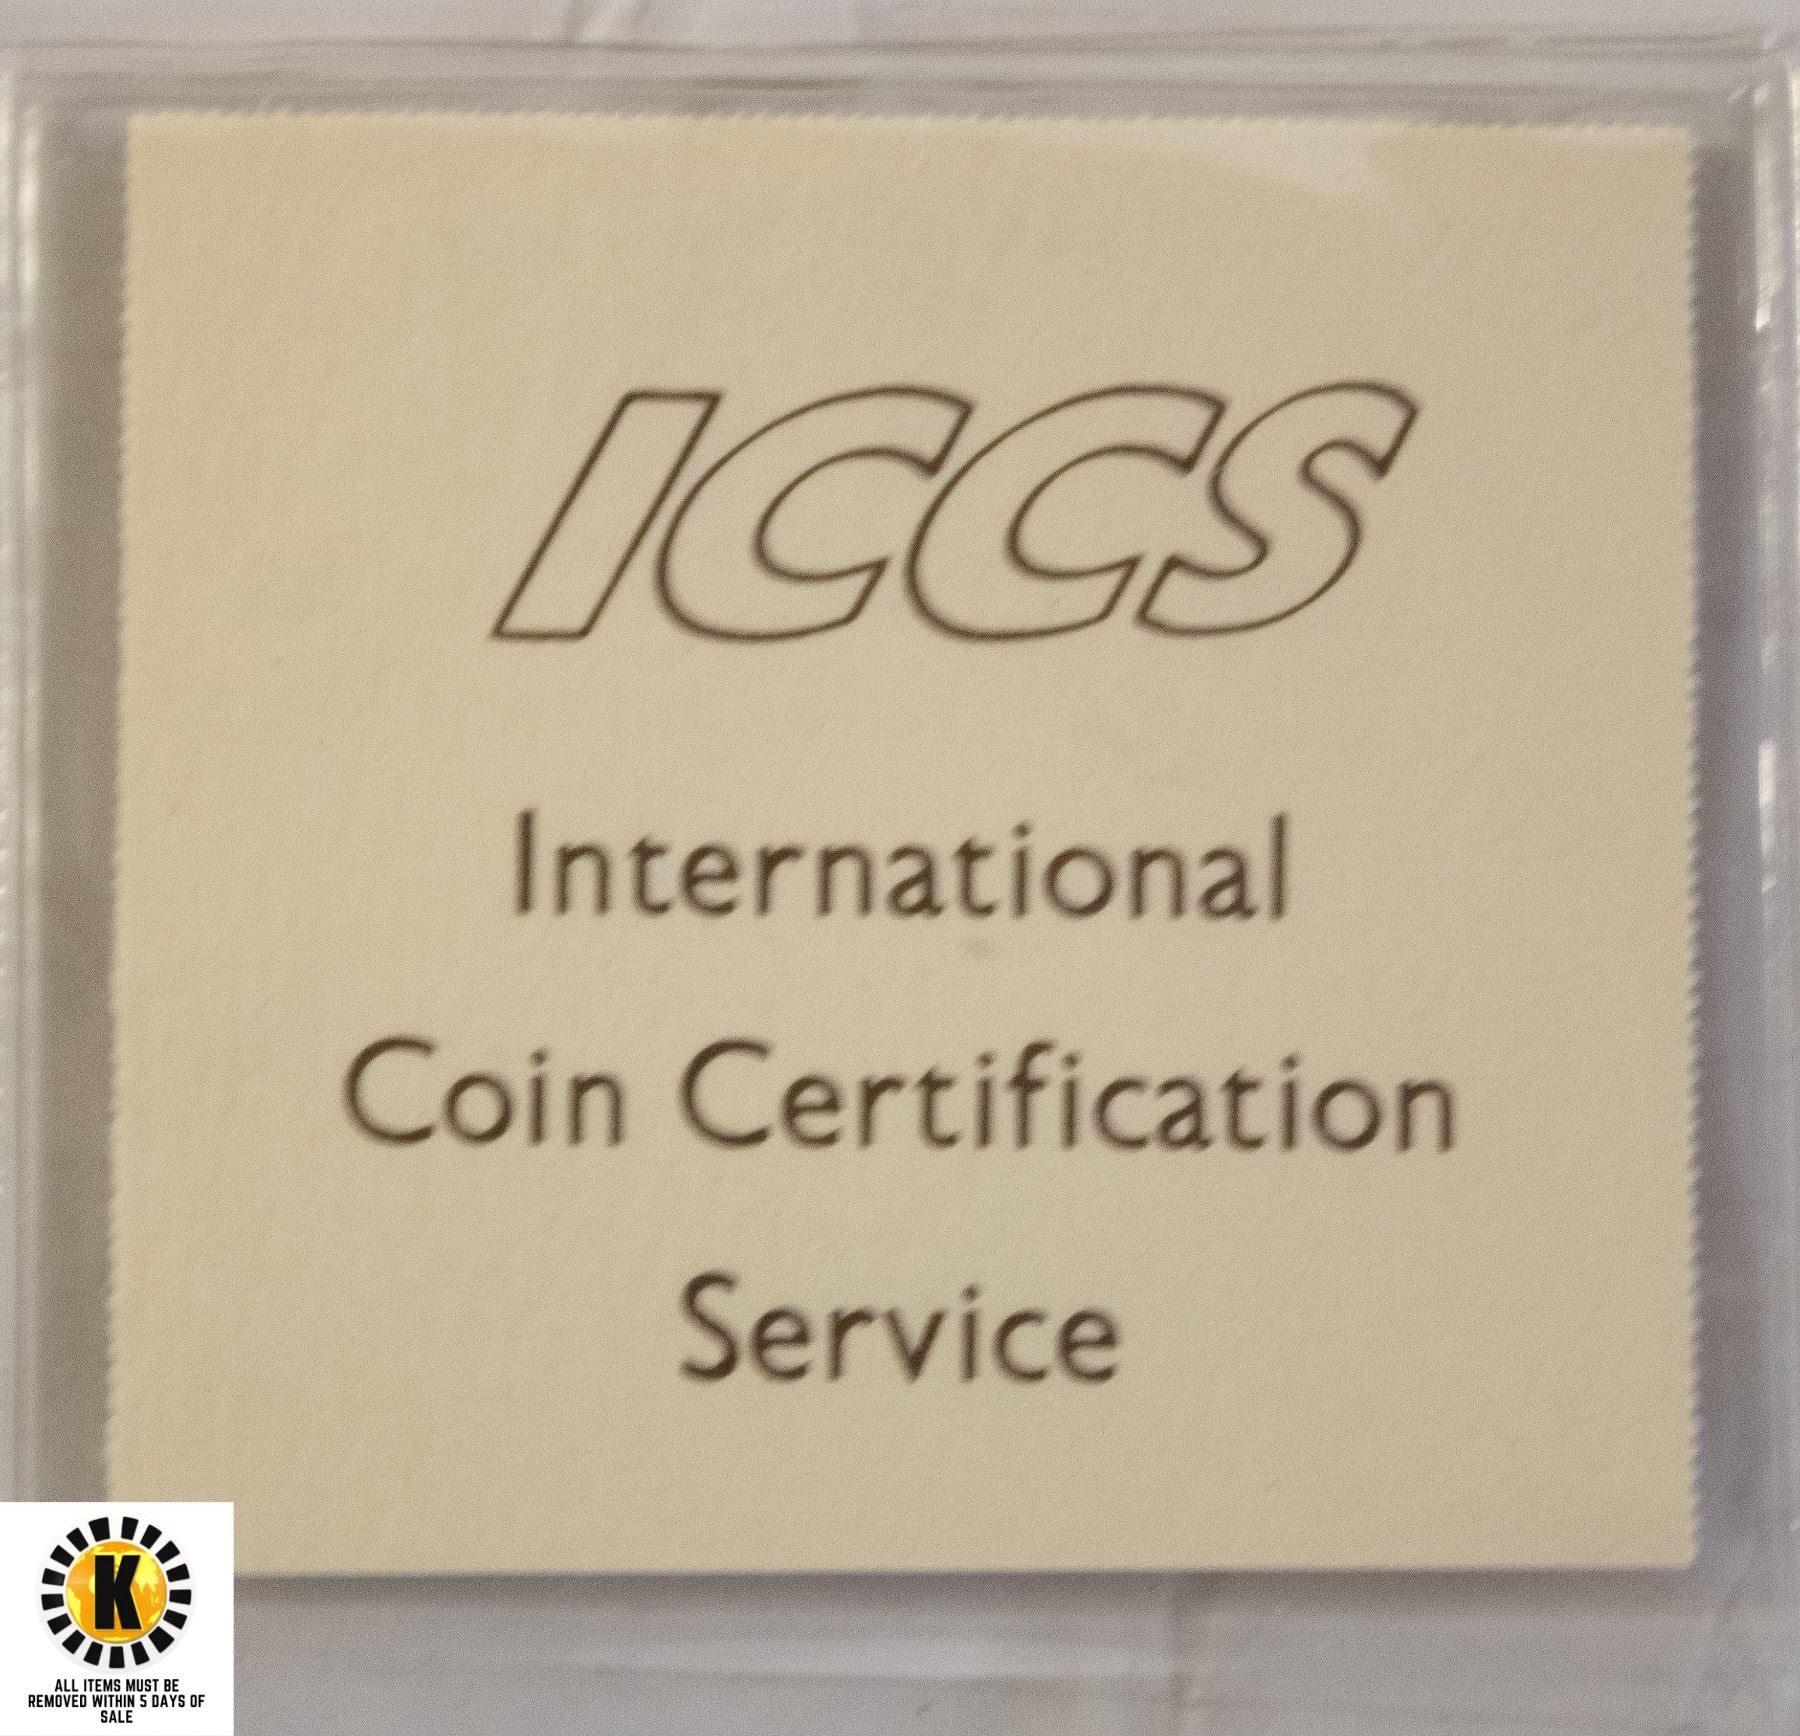 ICCS
International
Coin Certification
Service
K
ALL ITEMS MUST BE
REMOVED WITHIN 5 DAYS OF
SALE